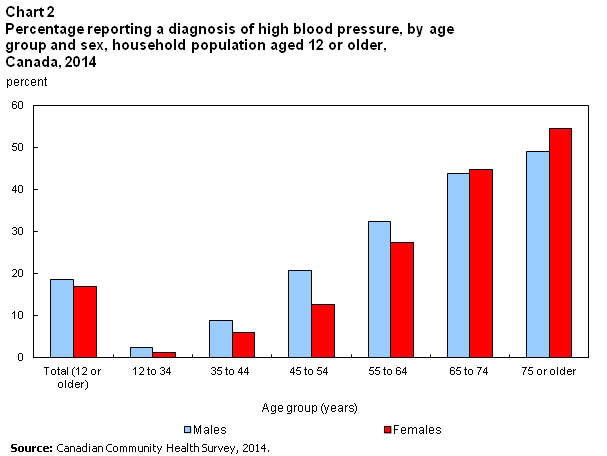 Chart 2
Percentage reporting a diagnosis of high blood pressure, by age
group and sex, household population aged 12 or older,
Canada, 2014
percent
60
50
40
30
20
10
0
Total (12 or older)
12 to 34
35 to 44
45 to 54
55 to 64
65 to 74
75 or older
Age group (years)
Males
Females
Source: Canadian Community Health Survey, 2014.